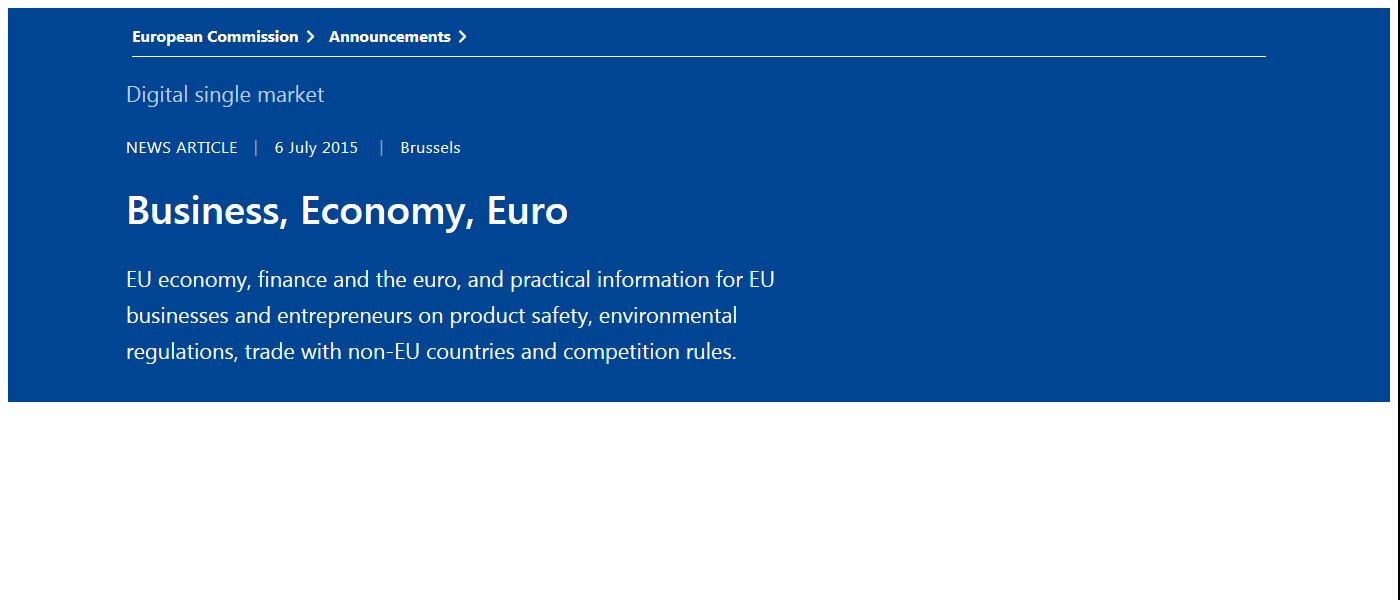 European Commission > Announcements >
Digital single market
NEWS ARTICLE | 6 July 2015 | Brussels
Business, Economy, Euro
EU economy, finance and the euro, and practical information for EU
businesses and entrepreneurs on product safety, environmental
regulations, trade with non-EU countries and competition rules.